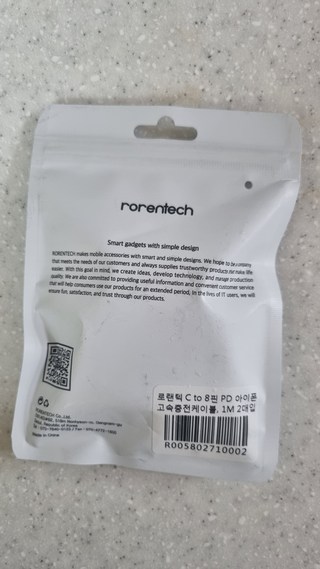 rorentech
Smart gadgets with simple design
RORENTECH makes mobile accessories with smart and simple designs. We hope to be a company
that meets the needs of our customers and always supplies trustworthy products that make life
easier. With this goal in mind, we create ideas, develop technology, and manage production
quality. We are also committed to providing useful information and convenient customer service
that will help consumers use our products for an extended period. In the lives of IT users, we will
ensure fun, satisfaction, and trust through our products.
RORENTECH Co.,Ltd.
Made in China
로랜텍 C to 8핀 PD 아이폰
고속충전케이블, 1M 2매입
R005802710002